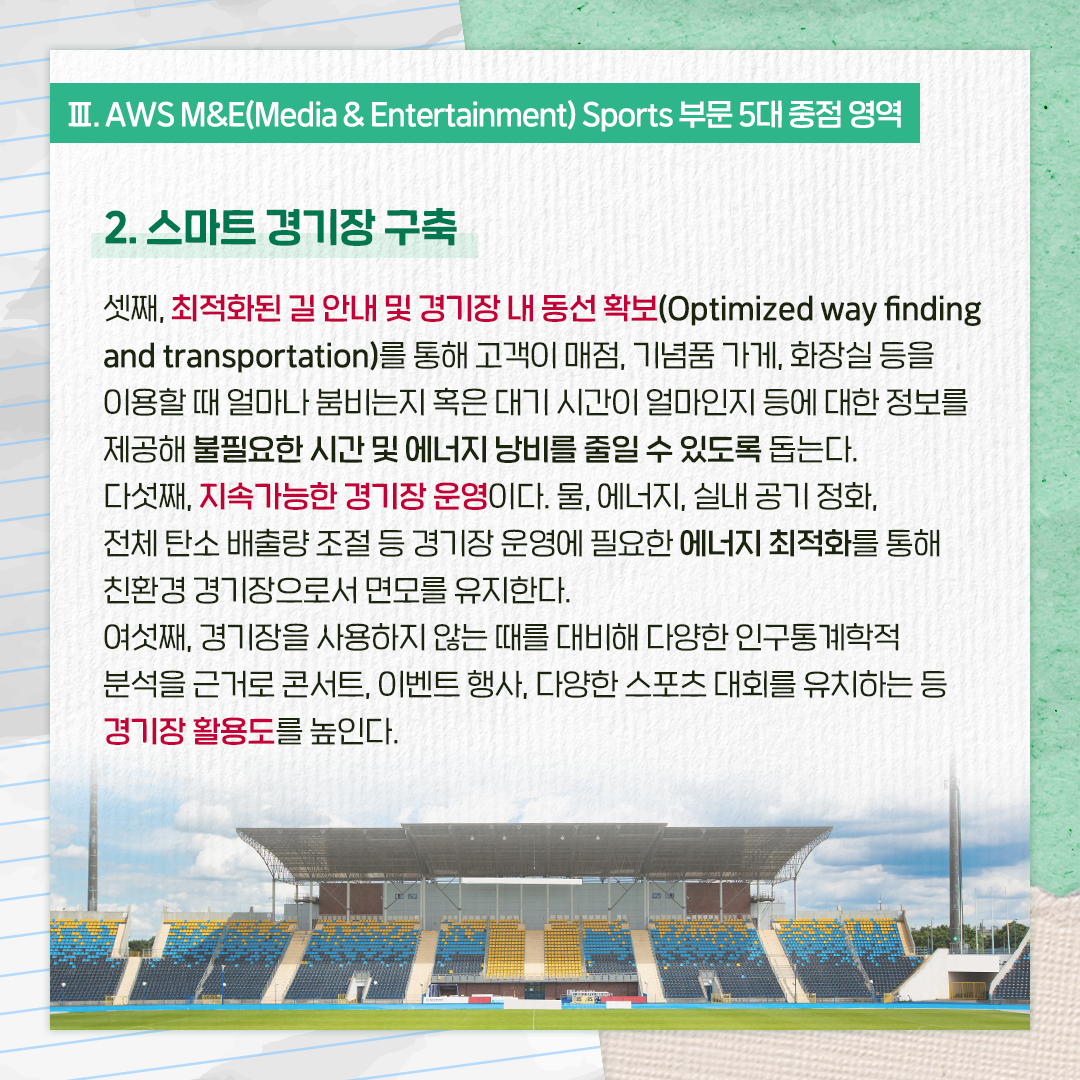 Ⅲ. AWS M&E(Media & Entertainment) Sports 부문 5대 중점 영역
2. 스마트 경기장 구축
셋째, 최적화된 길 안내 및 경기장 내 동선 확보(Optimized way finding
and transportation)를 통해 고객이 매점, 기념품 가게, 화장실 등을
이용할 때 얼마나 붐비는지 혹은 대기 시간이 얼마인지 등에 대한 정보를
제공해 불필요한 시간 및 에너지 낭비를 줄일 수 있도록 돕는다.
다섯째, 지속가능한 경기장 운영이다. 물, 에너지, 실내 공기 정화,
전체 탄소 배출량 조절 등 경기장 운영에 필요한 에너지 최적화를 통해
친환경 경기장으로서 면모를 유지한다.
여섯째, 경기장을 사용하지 않는 때를 대비해 다양한 인구통계학적
분석을 근거로 콘서트, 이벤트 행사, 다양한 스포츠 대회를 유치하는 등
경기장 활용도를 높인다.